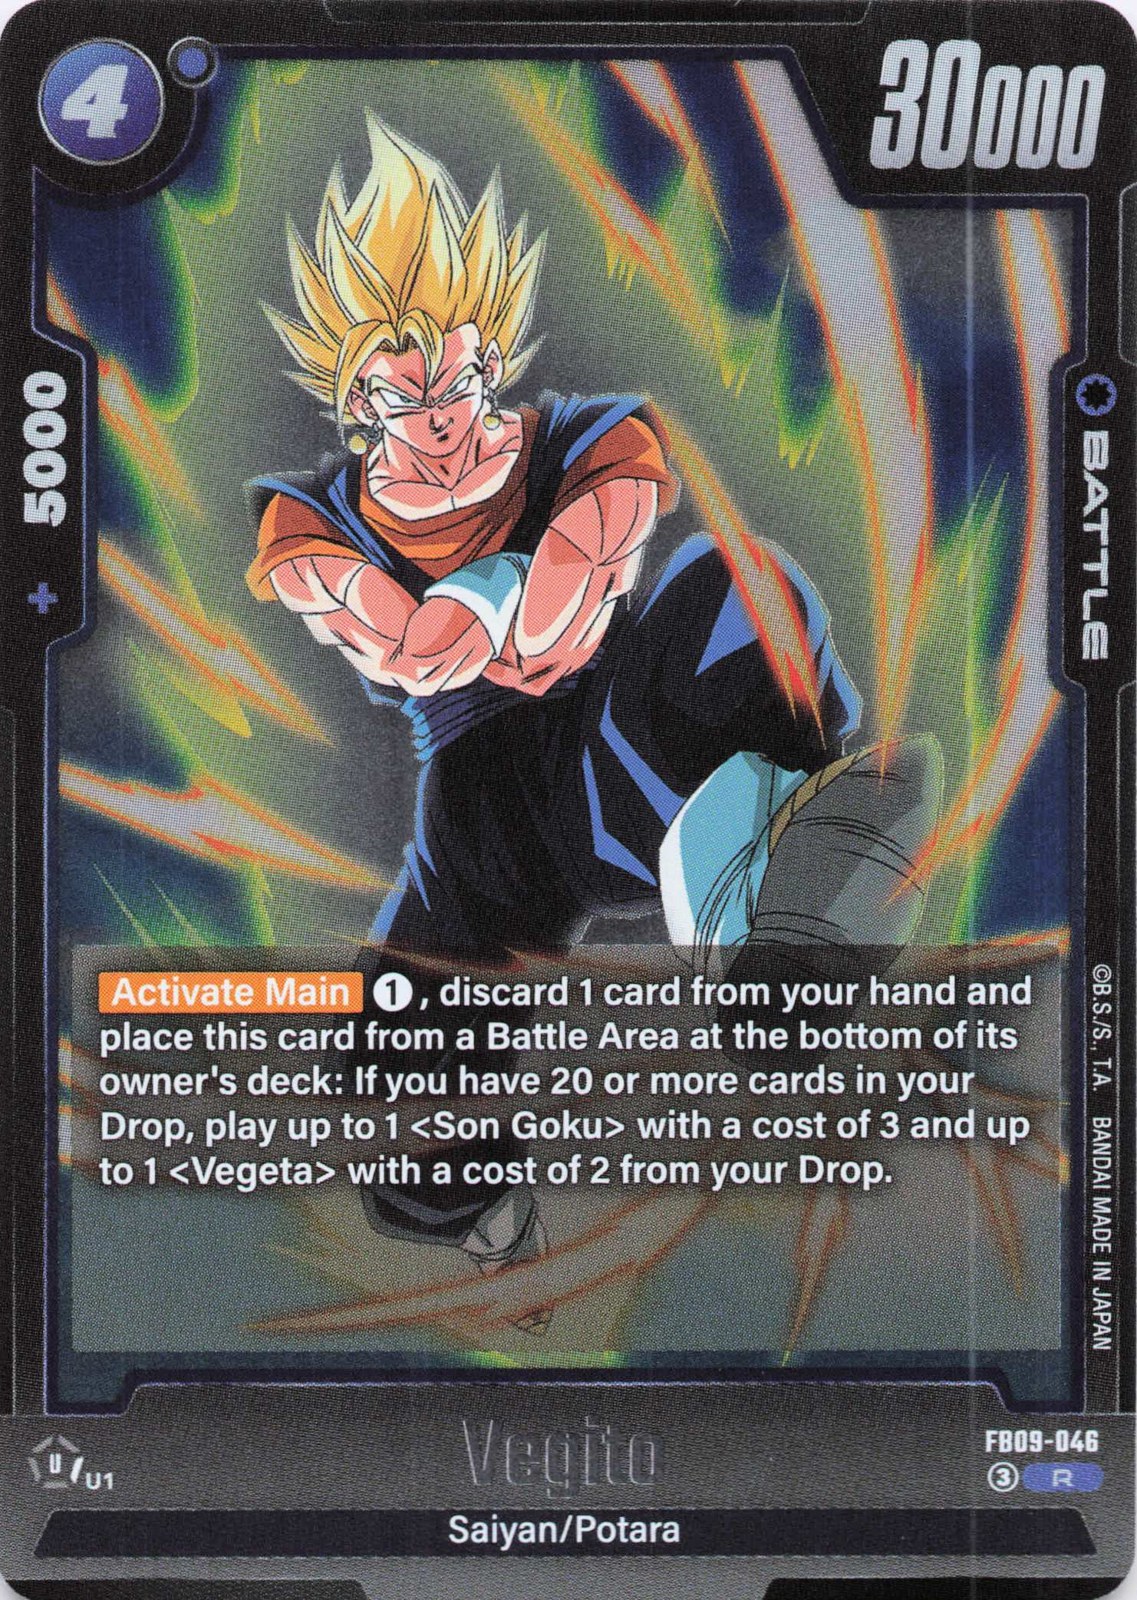 4
30000
+ 5000
BATTLE
Activate Main ①, discard 1 card from your hand and
place this card from a Battle Area at the bottom of its
owner's deck: If you have 20 or more cards in your
Drop, play up to 1 <Son Goku> with a cost of 3 and up
to 1 <Vegeta> with a cost of 2 from your Drop.
©B.S./S., T.A BANDAI MADE IN JAPAN
Vegito
FB09-046
U/U1
③ R
Saiyan/Potara